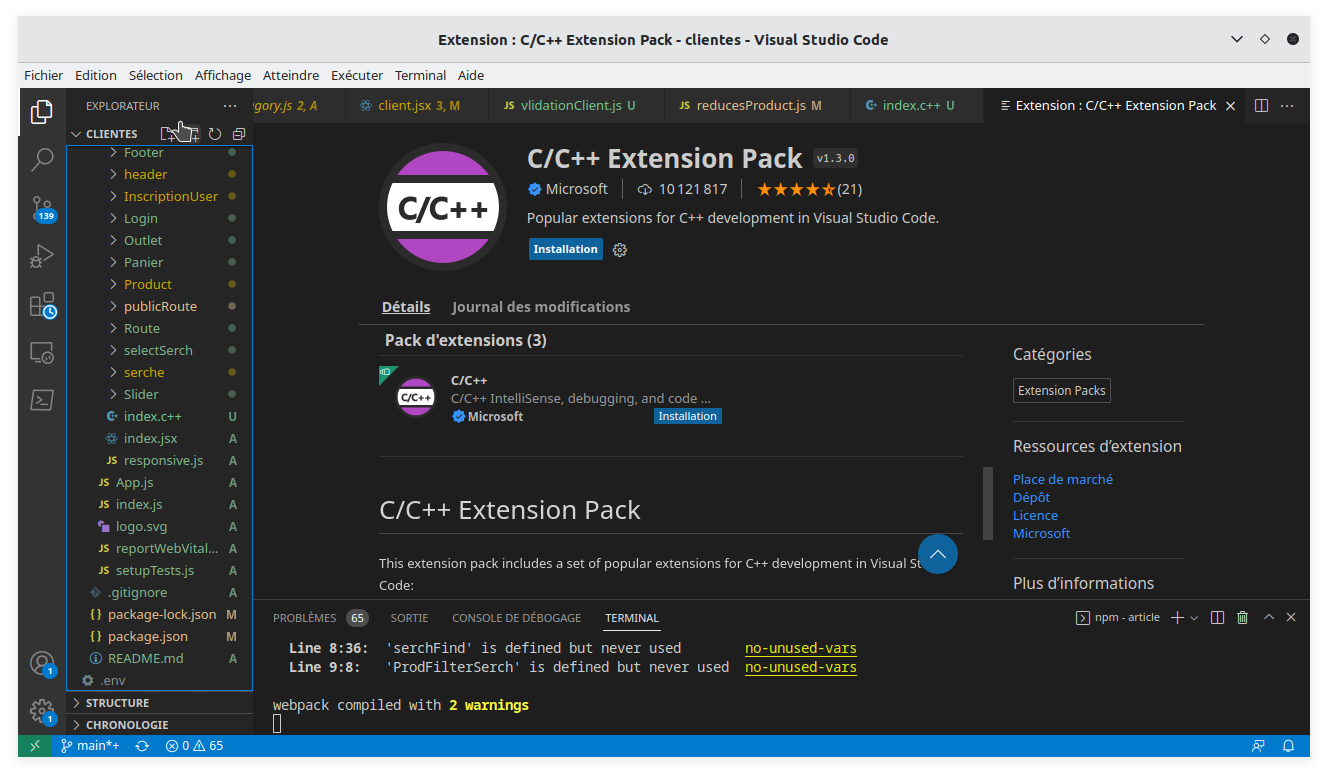 Extension : C/C++ Extension Pack - clientes - Visual Studio Code
Fichier Edition Sélection Affichage Atteindre Exécuter Terminal Aide
EXPLORATEUR
gory.js 2, A
client.jsx 3, M
JS vlidationClient.js U
JS reducesProduct.js M
index.c++ U
Extension : C/C++ Extension Pack
CLIENTES
Footer
header
InscriptionUser
Login
Outlet
Panier
Product
publicRoute
Route
selectSerch
serche
Slider
index.c++ U
index.jsx A
JS responsive.js A
JS App.js A
JS index.js A
logo.svg A
JS reportWebVital... A
JS setupTests.js A
.gitignore A
{} package-lock.json M
{} package.json M
README.md A
.env
STRUCTURE
CHRONOLOGIE
139
1
1
C/C++
C/C++ Extension Pack v1.3.0
Microsoft 10 121 817 (21)
Popular extensions for C++ development in Visual Studio Code.
Installation
Détails Journal des modifications
Pack d'extensions (3)
C/C++
C/C++
C/C++ IntelliSense, debugging, and code ...
Microsoft Installation
C/C++ Extension Pack
This extension pack includes a set of popular extensions for C++ development in Visual St
Code:
Catégories
Extension Packs
Ressources d’extension
Place de marché
Dépôt
Licence
Microsoft
Plus d’informations
PROBLÈMES 65 SORTIE CONSOLE DE DÉBOGAGE TERMINAL
npm - article
Line 8:36: 'serchFind' is defined but never used no-unused-vars
Line 9:8: 'ProdFilterSerch' is defined but never used no-unused-vars
webpack compiled with 2 warnings
main*+ 0 65